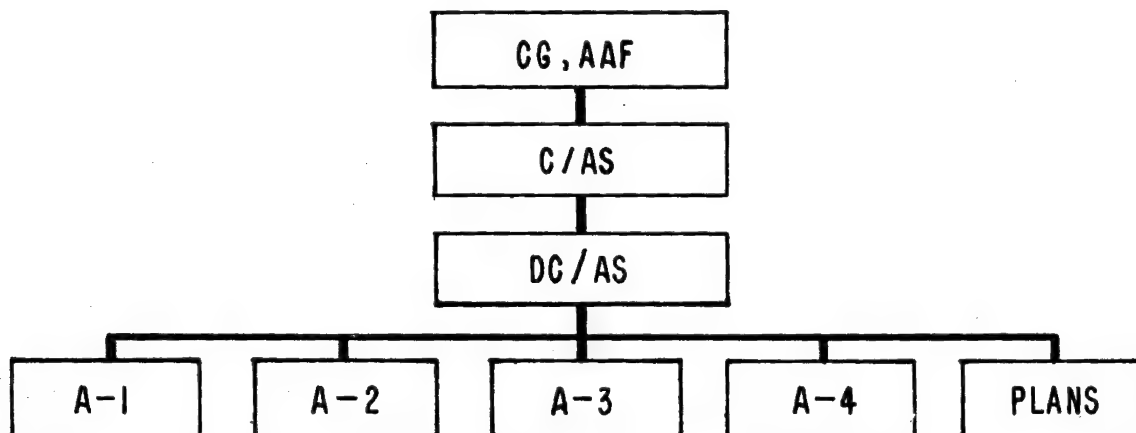 CG, AAF
C/AS
DC/AS
A-1
A-2
A-3
A-4
PLANS